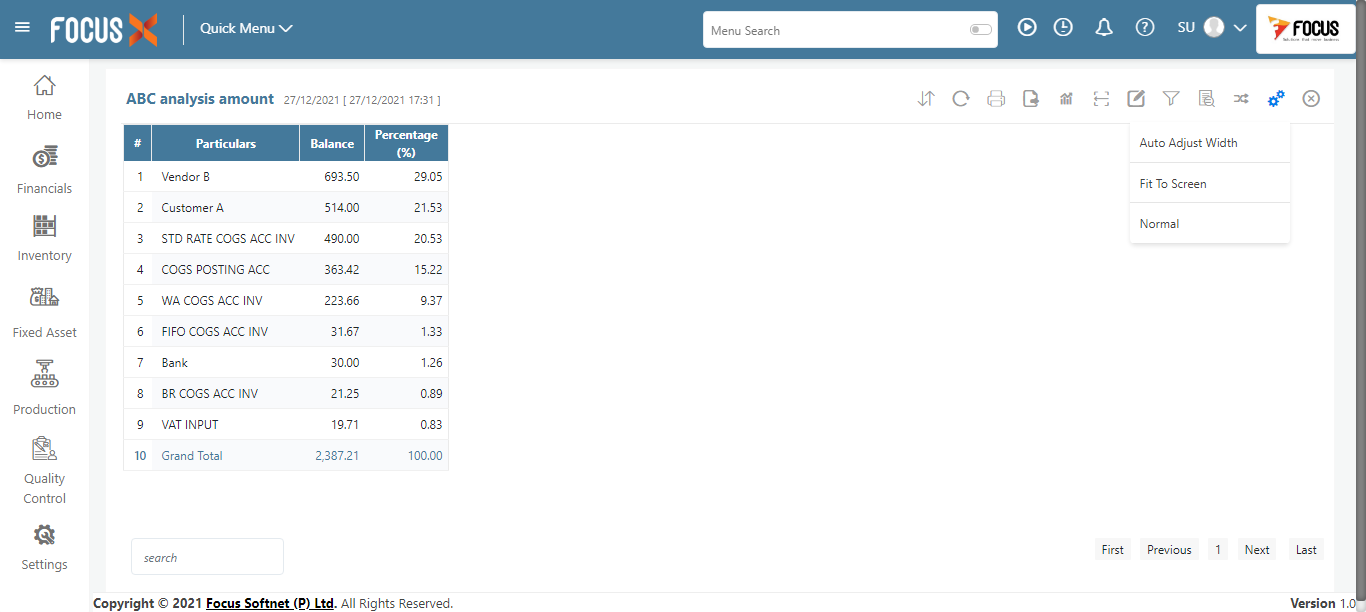 FOCUS X Quick Menu Menu Search SU FOCUS
Home
Financials
Inventory
Fixed Asset
Production
Quality
Control
Settings
ABC analysis amount 27/12/2021 [ 27/12/2021 17:31 ]
# Particulars Balance Percentage (%)
1 Vendor B 693.50 29.05
2 Customer A 514.00 21.53
3 STD RATE COGS ACC INV 490.00 20.53
4 COGS POSTING ACC 363.42 15.22
5 WA COGS ACC INV 223.66 9.37
6 FIFO COGS ACC INV 31.67 1.33
7 Bank 30.00 1.26
8 BR COGS ACC INV 21.25 0.89
9 VAT INPUT 19.71 0.83
10 Grand Total 2,387.21 100.00
Auto Adjust Width
Fit To Screen
Normal
search
First Previous 1 Next Last
Copyright © 2021 Focus Softnet (P) Ltd. All Rights Reserved. Version 1.0